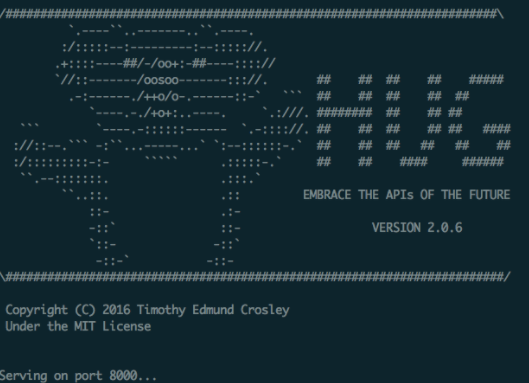 HUG
EMBRACE THE APIs OF THE FUTURE
VERSION 2.0.6
Copyright (C) 2016 Timothy Edmund Crosley
Under the MIT License
Serving on port 8000...